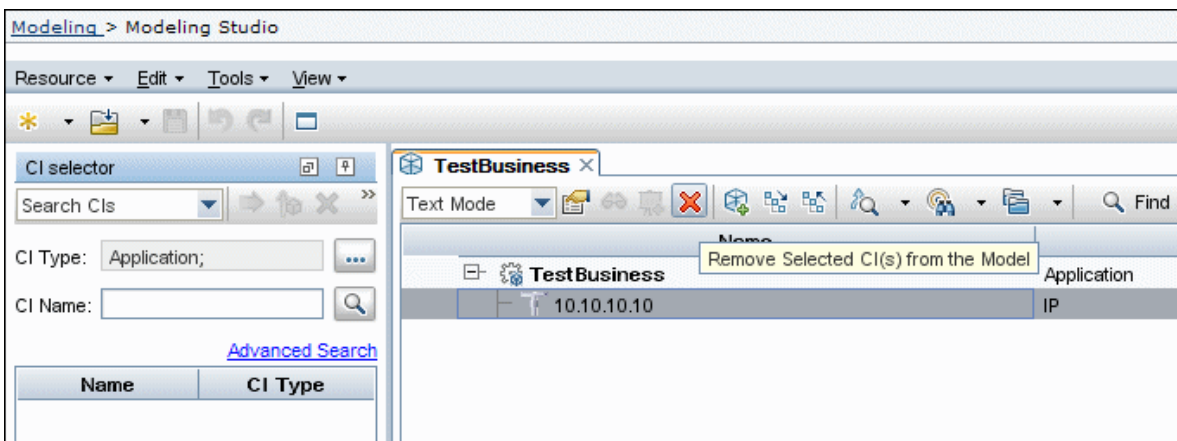 Modeling > Modeling Studio
Resource Edit Tools View
CI selector
Search CIs
»
CI Type: Application; ...
CI Name:
Advanced Search
Name CI Type
TestBusiness
Text Mode Find
Name
Remove Selected CI(s) from the Model
TestBusiness Application
10.10.10.10 IP